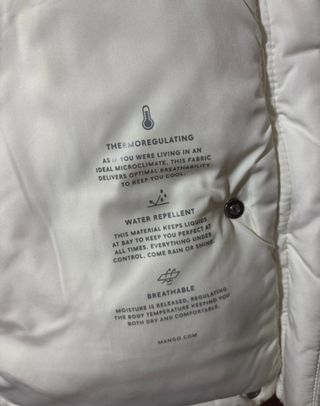 THERMOREGULATING
AS IF YOU WERE LIVING IN AN
IDEAL MICROCLIMATE, THIS FABRIC
DELIVERS OPTIMAL BREATHABILITY
TO KEEP YOU COOL.
WATER REPELLENT
THIS MATERIAL KEEPS LIQUIDS
AT BAY TO KEEP YOU PERFECT AT
ALL TIMES. EVERYTHING UNDER
CONTROL. COME RAIN OR SHINE.
BREATHABLE
MOISTURE IS RELEASED, REGULATING
THE BODY TEMPERATURE KEEPING YOU
BOTH DRY AND COMFORTABLE.
MANGO.COM